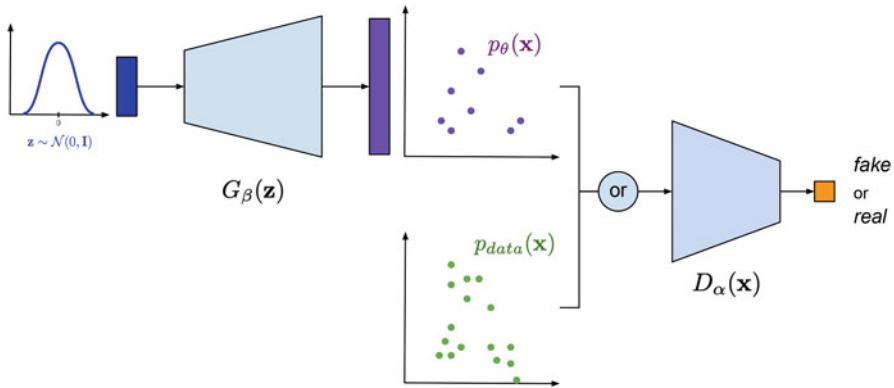 0
z ∼ 𝒩(0, I)
G_β(z)
p_θ(x)
p_data(x)
or
D_α(x)
fake
or
real